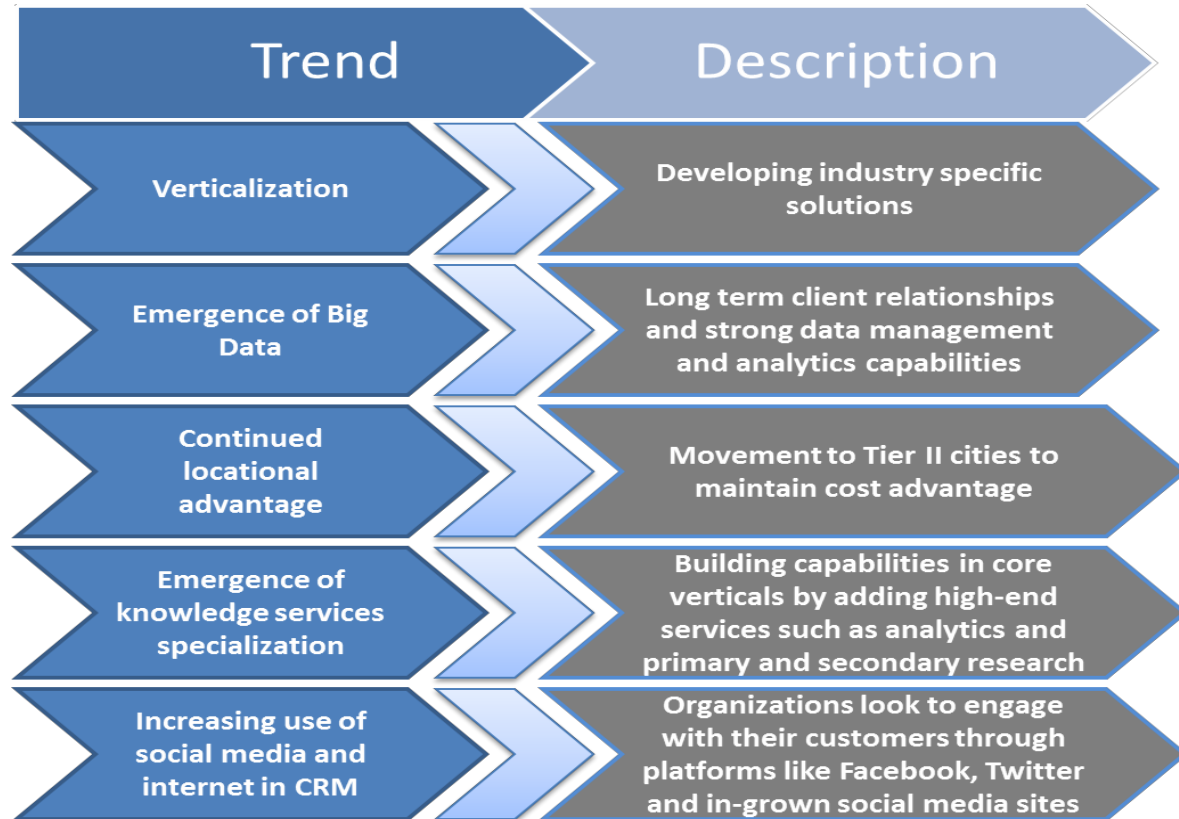 Trend
Description
Verticalization
Developing industry specific
solutions
Emergence of Big
Data
Long term client relationships
and strong data management
and analytics capabilities
Continued
locational
advantage
Movement to Tier II cities to
maintain cost advantage
Emergence of
knowledge services
specialization
Building capabilities in core
verticals by adding high-end
services such as analytics and
primary and secondary research
Increasing use of
social media and
internet in CRM
Organizations look to engage
with their customers through
platforms like Facebook, Twitter
and in-grown social media sites